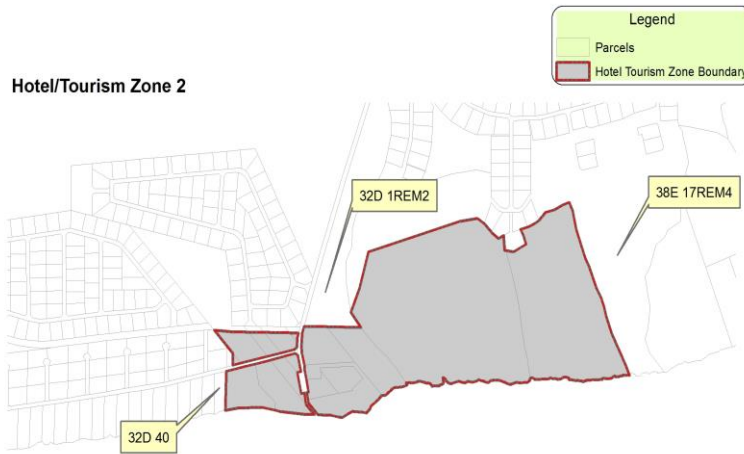 Legend
Parcels
Hotel Tourism Zone Boundary
Hotel/Tourism Zone 2
32D 1REM2
38E 17REM4
32D 40